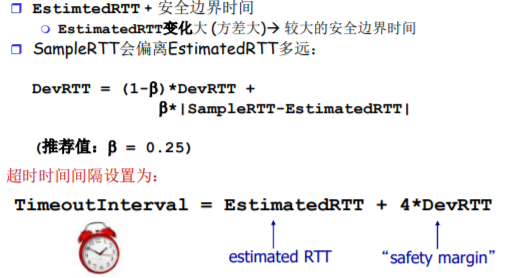 EstimtedRTT + 安全边界时间
EstimatedRTT变化大 (方差大)→ 较大的安全边界时间
SampleRTT会偏离EstimatedRTT多远：
DevRTT = (1-β)*DevRTT +
β*|SampleRTT-EstimatedRTT|
(推荐值：β = 0.25)
超时时间间隔设置为：
TimeoutInterval = EstimatedRTT + 4*DevRTT
estimated RTT “safety margin”